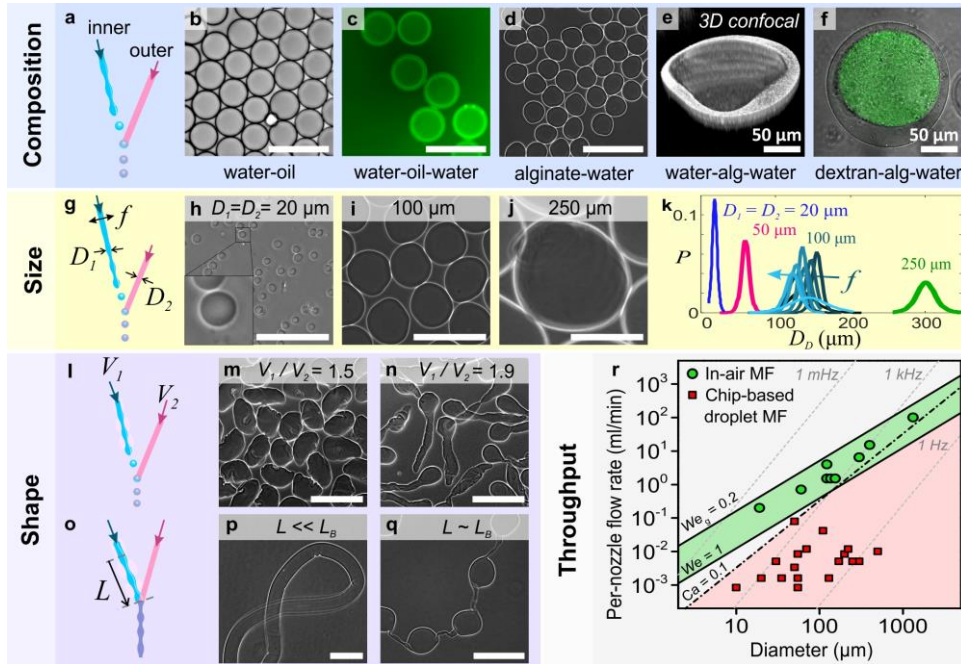 Composition
a
inner
outer
b
water-oil
c
water-oil-water
d
alginate-water
e
3D confocal
50 µm
water-alg-water
f
50 µm
dextran-alg-water
Size
g
f
D₁
D₂
h
D₁=D₂= 20 µm
i
100 µm
j
250 µm
k
0.1
P
0
D₁ = D₂ = 20 µm
50 µm
100 µm
f
250 µm
0 100 200 300
D_D (µm)
Shape
l
V₁
V₂
m
V₁ / V₂ = 1.5
n
V₁ / V₂ = 1.9
o
L
p
L << L_B
q
L ~ L_B
Throughput
r
In-air MF
Chip-based
droplet MF
1 mHz
1 kHz
1 Hz
We_g = 0.2
We = 1
Ca = 0.1
Per-nozzle flow rate (ml/min)
10³
10²
10¹
10⁰
10⁻¹
10⁻²
10⁻³
10 100 1000
Diameter (µm)